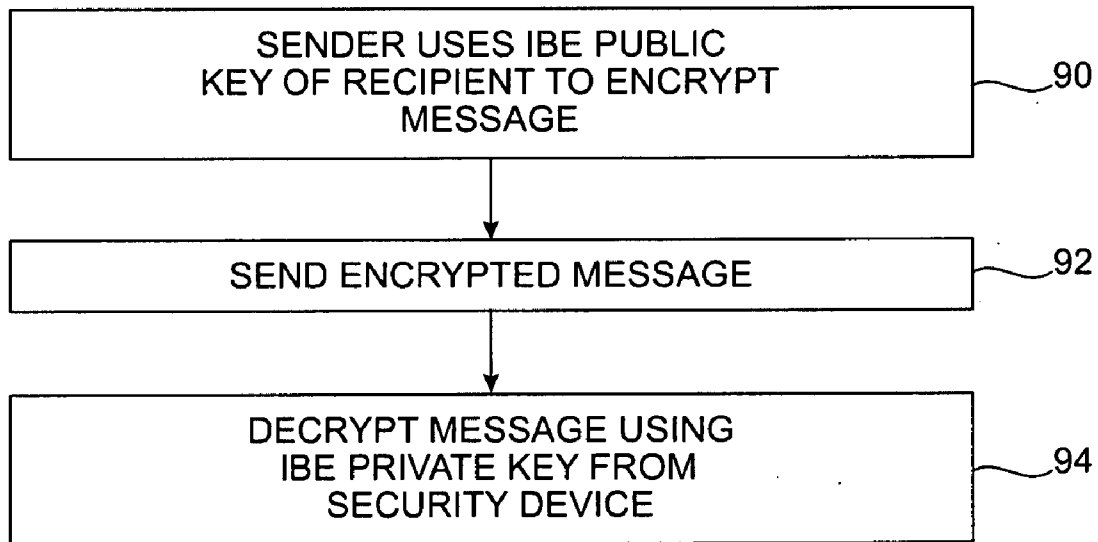 SENDER USES IBE PUBLIC
KEY OF RECIPIENT TO ENCRYPT
MESSAGE
90
SEND ENCRYPTED MESSAGE
92
DECRYPT MESSAGE USING
IBE PRIVATE KEY FROM
SECURITY DEVICE
94